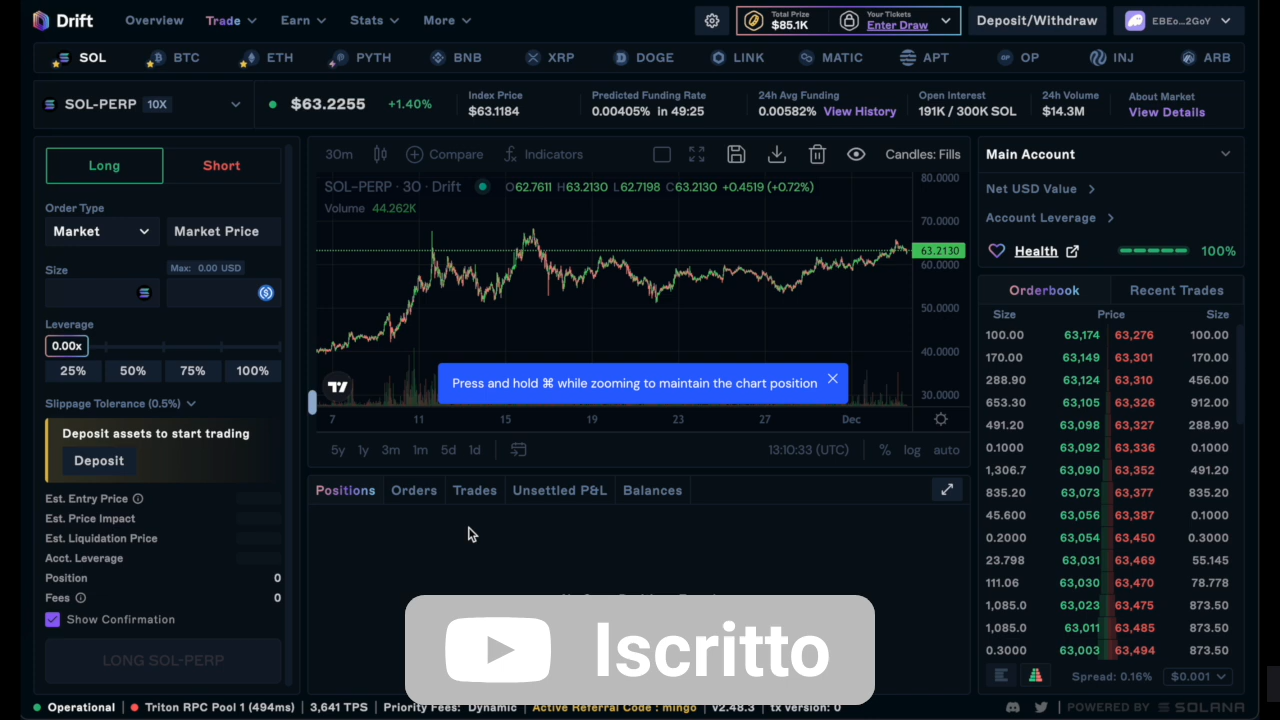 Drift Overview Trade Earn Stats More Total Prize $85.1K Your Tickets Enter Draw Deposit/Withdraw EBEo...2GoY
SOL BTC ETH PYTH BNB XRP DOGE LINK MATIC APT OP INJ ARB
SOL-PERP 10X $63.2255 +1.40%
Index Price $63.1184
Predicted Funding Rate 0.00405% in 49:25
24h Avg Funding 0.00582% View History
Open Interest 191K / 300K SOL
24h Volume $14.3M
About Market View Details
Long Short
Order Type
Market Market Price
Size Max: 0.00 USD
Leverage
0.00x
25% 50% 75% 100%
Slippage Tolerance (0.5%)
Deposit assets to start trading
Deposit
Est. Entry Price
Est. Price Impact
Est. Liquidation Price
Acct. Leverage
Position 0
Fees 0
Show Confirmation
LONG SOL-PERP
30m Compare Indicators Candles: Fills
SOL-PERP · 30 · Drift O62.7611 H63.2130 L62.7198 C63.2130 +0.4519 (+0.72%)
Volume 44.262K
80.0000
70.0000
63.2130
60.0000
50.0000
40.0000
30.0000
Press and hold ⌘ while zooming to maintain the chart position
7 11 15 19 23 27 Dec
5y 1y 3m 1m 5d 1d 13:10:33 (UTC) % log auto
Positions Orders Trades Unsettled P&L Balances
Iscritto
Main Account
Net USD Value
Account Leverage
Health 100%
Orderbook Recent Trades
Size Price Size
100.00 63,174 63,276 100.00
170.00 63,149 63,301 170.00
288.90 63,124 63,310 456.00
653.30 63,105 63,326 912.00
491.20 63,098 63,327 288.90
0.1000 63,092 63,336 0.1000
1,306.7 63,090 63,352 491.20
835.20 63,073 63,377 835.20
45.600 63,056 63,387 0.1000
0.2000 63,054 63,450 0.3000
23.798 63,031 63,469 55.145
111.06 63,030 63,470 78.778
1,085.0 63,023 63,475 873.50
1,085.0 63,011 63,485 873.50
0.3000 63,003 63,494 873.50
Spread: 0.16% $0.001
Operational Triton RPC Pool 1 (494ms) 3,641 TPS Priority Fees: Dynamic Active Referral Code : mingo v2.48.3 tx version: 0 POWERED BY SOLANA